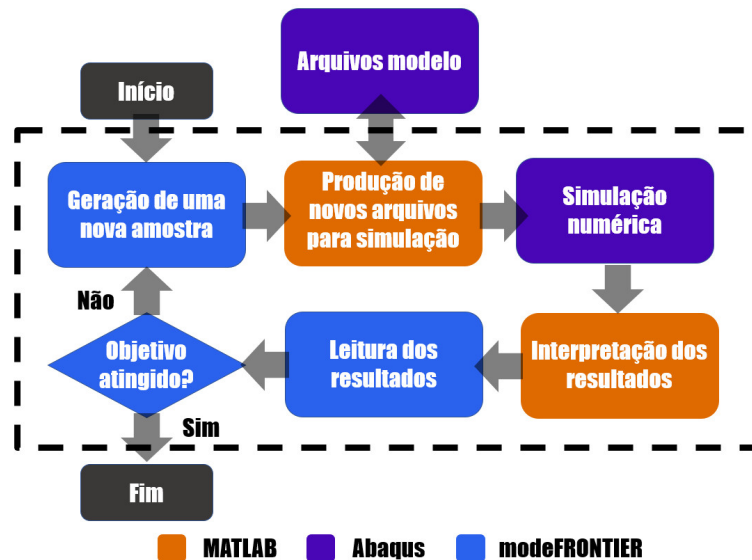 Arquivos modelo
Início
Geração de uma
nova amostra
Produção de
novos arquivos
para simulação
Simulação
numérica
Não
Objetivo
atingido?
Leitura dos
resultados
Interpretação dos
resultados
Sim
Fim
MATLAB
Abaqus
modeFRONTIER